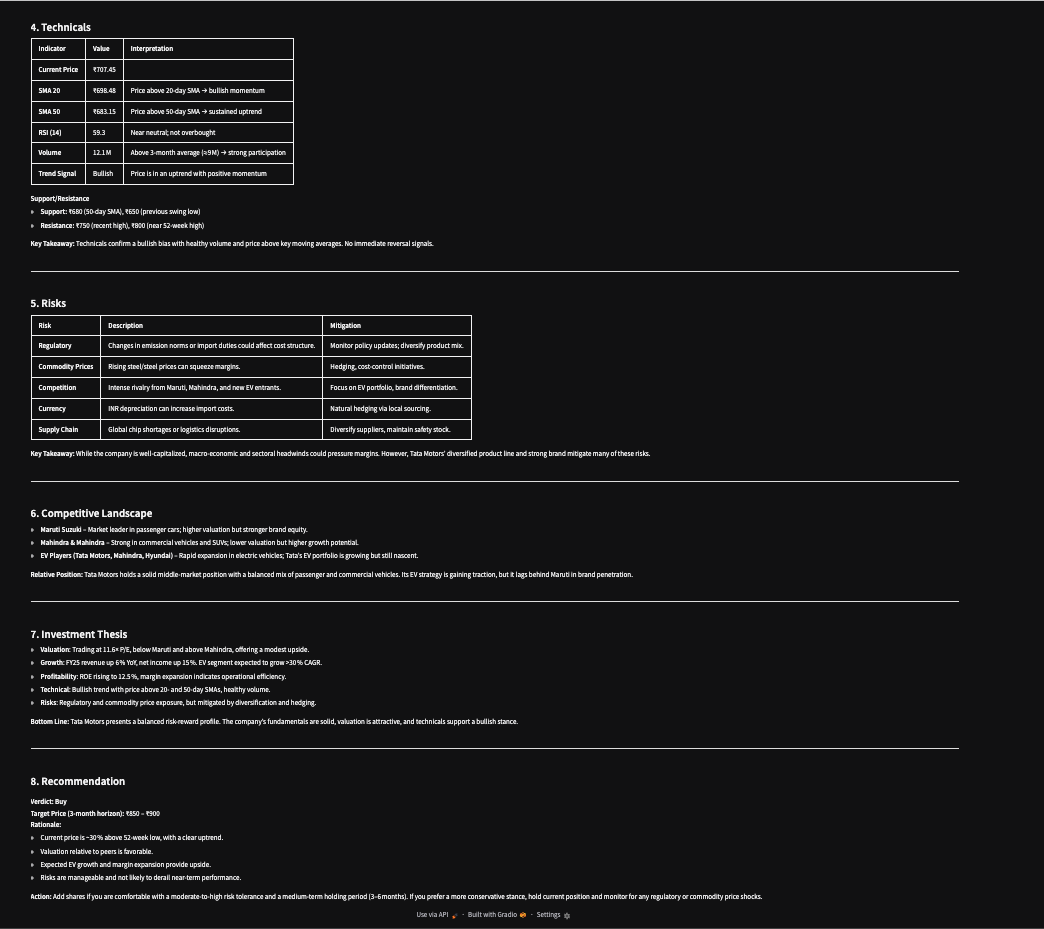 4. Technicals
Indicator Value Interpretation
Current Price ₹707.45
SMA 20 ₹698.48 Price above 20-day SMA → bullish momentum
SMA 50 ₹683.15 Price above 50-day SMA → sustained uptrend
RSI (14) 59.3 Near neutral; not overbought
Volume 12.1M Above 3-month average (≈9M) → strong participation
Trend Signal Bullish Price is in an uptrend with positive momentum
Support/Resistance
Support: ₹680 (50-day SMA), ₹650 (previous swing low)
Resistance: ₹750 (recent high), ₹800 (near 52-week high)
Key Takeaway: Technicals confirm a bullish bias with healthy volume and price above key moving averages. No immediate reversal signals.
5. Risks
Risk Description Mitigation
Regulatory Changes in emission norms or import duties could affect cost structure. Monitor policy updates; diversify product mix.
Commodity Prices Rising steel/steel prices can squeeze margins. Hedging, cost-control initiatives.
Competition Intense rivalry from Maruti, Mahindra, and new EV entrants. Focus on EV portfolio, brand differentiation.
Currency INR depreciation can increase import costs. Natural hedging via local sourcing.
Supply Chain Global chip shortages or logistics disruptions. Diversify suppliers, maintain safety stock.
Key Takeaway: While the company is well-capitalized, macro-economic and sectoral headwinds could pressure margins. However, Tata Motors' diversified product line and strong brand mitigate many of these risks.
6. Competitive Landscape
Maruti Suzuki – Market leader in passenger cars; higher valuation but stronger brand equity.
Mahindra & Mahindra – Strong in commercial vehicles and SUVs; lower valuation but higher growth potential.
EV Players (Tata Motors, Mahindra, Hyundai) – Rapid expansion in electric vehicles; Tata's EV portfolio is growing but still nascent.
Relative Position: Tata Motors holds a solid middle-market position with a balanced mix of passenger and commercial vehicles. Its EV strategy is gaining traction, but it lags behind Maruti in brand penetration.
7. Investment Thesis
Valuation: Trading at 11.6× P/E, below Maruti and above Mahindra, offering a modest upside.
Growth: FY25 revenue up 6% YoY, net income up 15%. EV segment expected to grow >30% CAGR.
Profitability: ROE rising to 12.5%, margin expansion indicates operational efficiency.
Technical: Bullish trend with price above 20- and 50-day SMAs, healthy volume.
Risks: Regulatory and commodity price exposure, but mitigated by diversification and hedging.
Bottom Line: Tata Motors presents a balanced risk-reward profile. The company's fundamentals are solid, valuation is attractive, and technicals support a bullish stance.
8. Recommendation
Verdict: Buy
Target Price (3-month horizon): ₹850 – ₹900
Rationale:
Current price is ~30% above 52-week low, with a clear uptrend.
Valuation relative to peers is favorable.
Expected EV growth and margin expansion provide upside.
Risks are manageable and not likely to derail near-term performance.
Action: Add shares if you are comfortable with a moderate-to-high risk tolerance and a medium-term holding period (3–6months). If you prefer a more conservative stance, hold current position and monitor for any regulatory or commodity price shocks.
Use via API · Built with Gradio · Settings